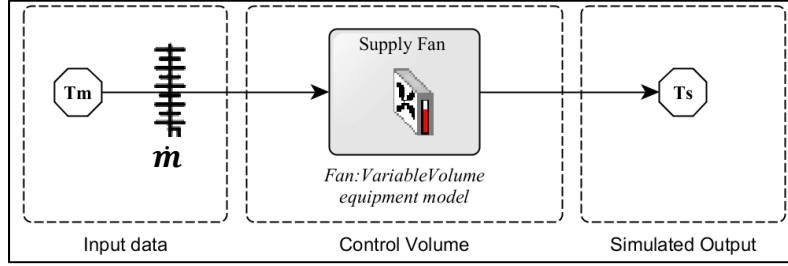 Supply Fan
Tm
Ts
ṁ
Fan:VariableVolume
equipment model
Input data
Control Volume
Simulated Output